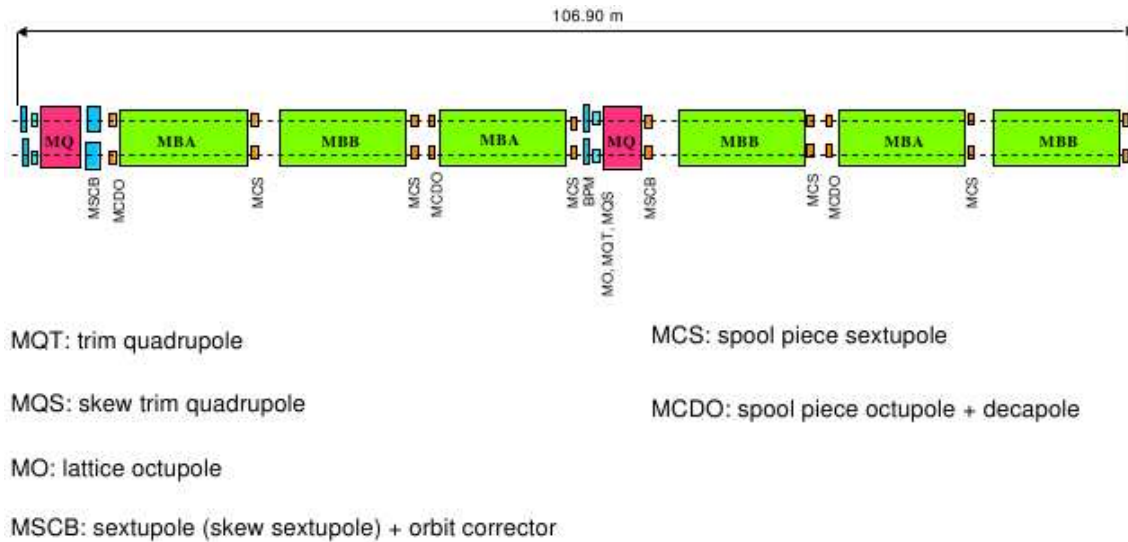 106.90 m
MQ
MBA
MBB
MBA
MQ
MBB
MBA
MBB
MSCB
MCDO
MCS
MCS
MCDO
MCS
BPM
MO, MQT, MQS
MSCB
MCS
MCDO
MCS
MQT: trim quadrupole
MQS: skew trim quadrupole
MO: lattice octupole
MSCB: sextupole (skew sextupole) + orbit corrector
MCS: spool piece sextupole
MCDO: spool piece octupole + decapole